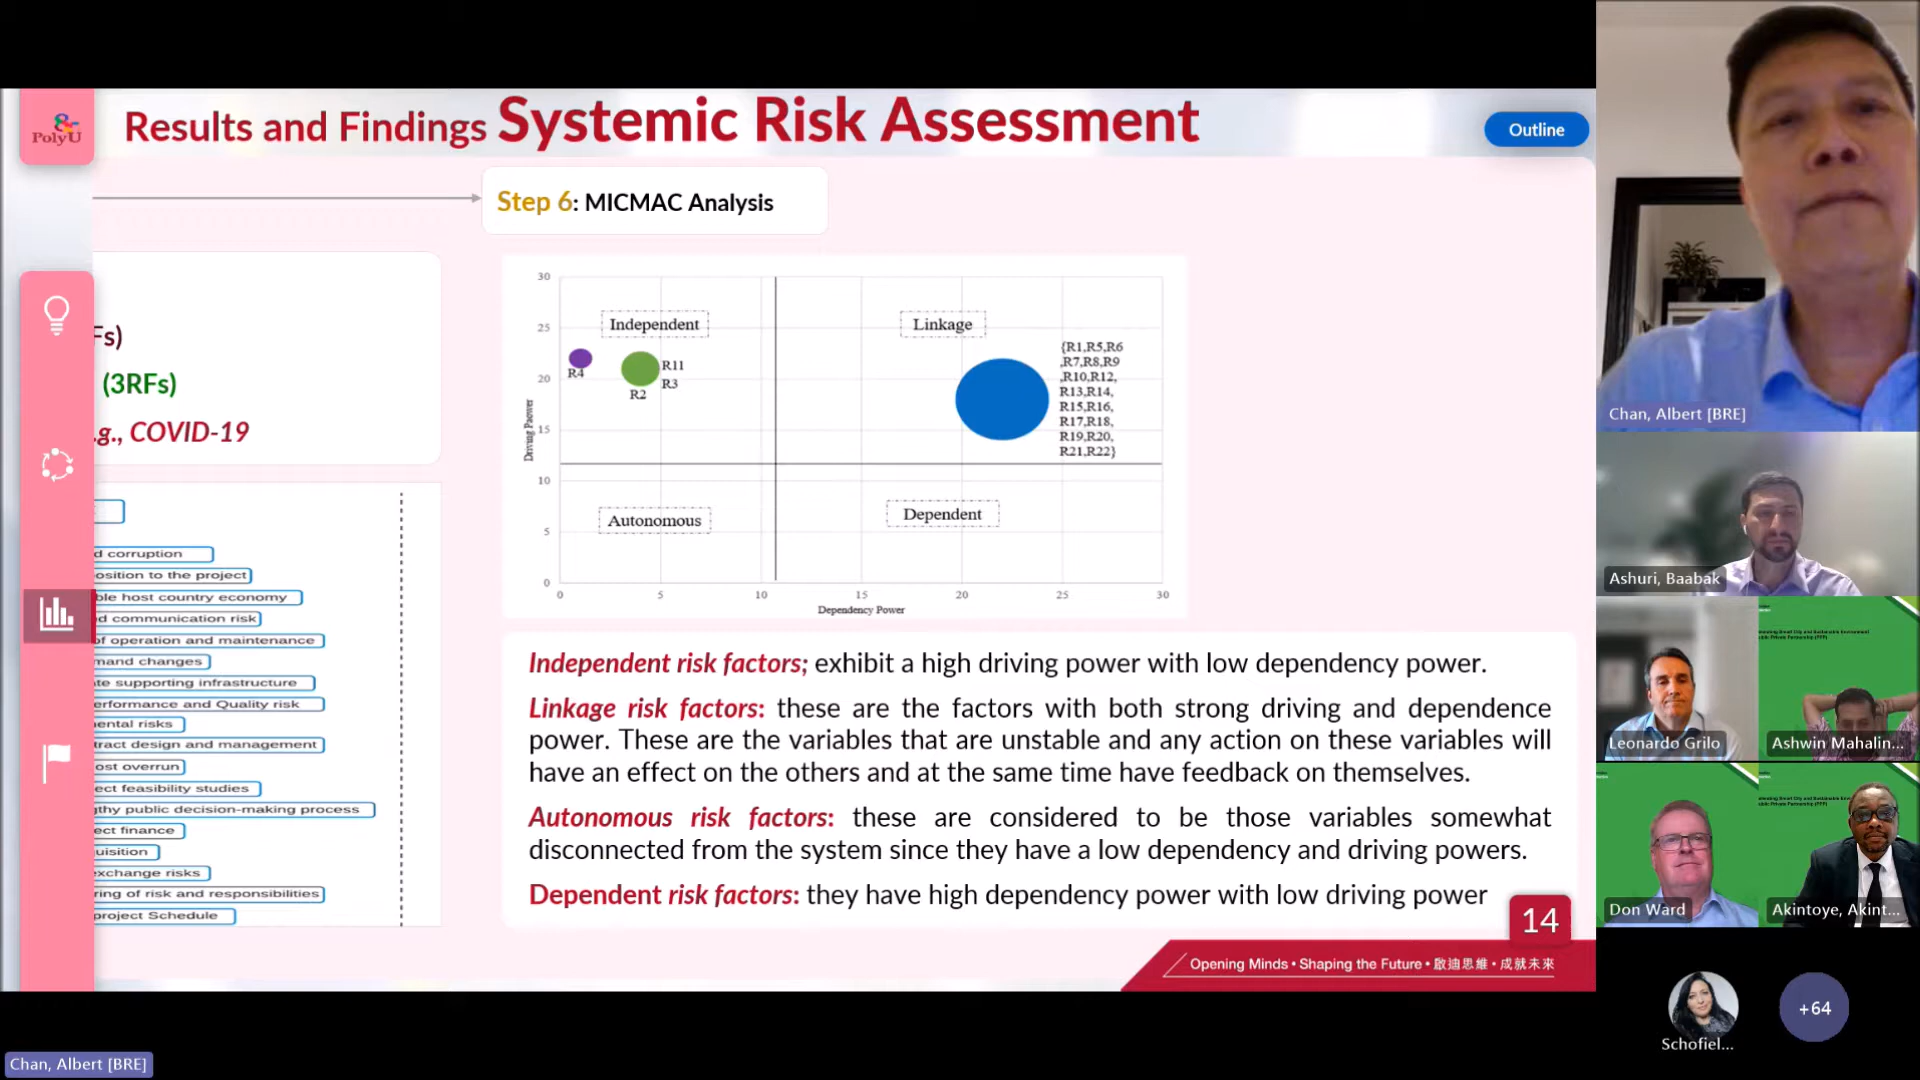 PolyU
Results and Findings Systemic Risk Assessment
Outline
Step 6: MICMAC Analysis
Fs)
(3RFs)
.g., COVID-19
d corruption
osition to the project
ble host country economy
d communication risk
of operation and maintenance
mand changes
te supporting infrastructure
erformance and Quality risk
ental risks
tract design and management
ost overrun
ect feasibility studies
gthy public decision-making process
ect finance
uisition
exchange risks
ring of risk and responsibilities
project Schedule
30
25
20
15
10
5
0
Driving Paower
Independent
Linkage
R4
R11
R3
R2
{R1,R5,R6
,R7,R8,R9
,R10,R12,
R13,R14,
R15,R16,
R17,R18,
R19,R20,
R21,R22}
Autonomous
Dependent
0 5 10 15 20 25 30
Dependency Power
Independent risk factors; exhibit a high driving power with low dependency power.
Linkage risk factors: these are the factors with both strong driving and dependence
power. These are the variables that are unstable and any action on these variables will
have an effect on the others and at the same time have feedback on themselves.
Autonomous risk factors: these are considered to be those variables somewhat
disconnected from the system since they have a low dependency and driving powers.
Dependent risk factors: they have high dependency power with low driving power
14
Opening Minds • Shaping the Future • 啟迪思維 • 成就未來
Chan, Albert [BRE]
Ashuri, Baabak
Leonardo Grilo
Ashwin Mahalin...
Don Ward
Akintoye, Akint...
Schofiel...
+64
Chan, Albert [BRE]